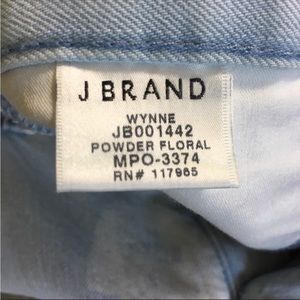 J BRAND
WYNNE
JB001442
POWDER FLORAL
MPO-3374
RN# 117965